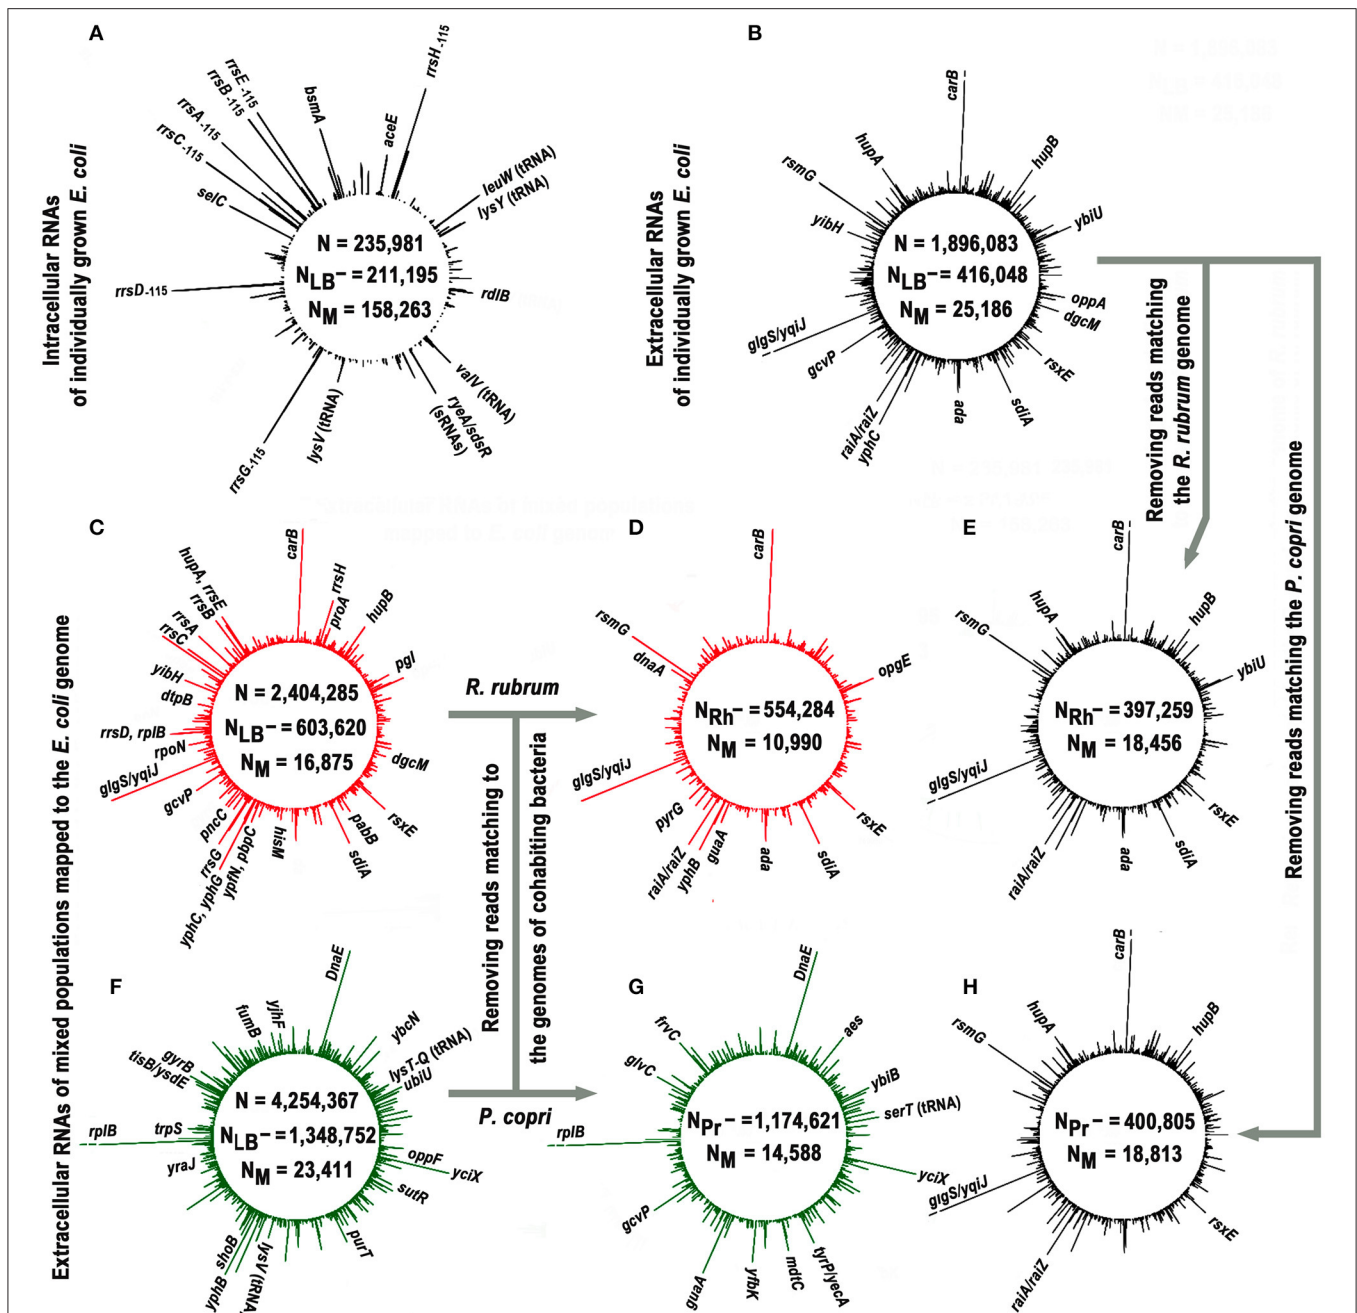 A
Intracellular RNAs
of individually grown E. coli
rrsH-115
rrsE-115
rrsB-115
rrsA-115
rrsC-115
bsmA
aceE
leuW (tRNA)
lysY (tRNA)
selC
N = 235,981
NLB– = 211,195
NM = 158,263
rrsD-115
rdlB
valV (tRNA)
ryeA/sdsR
(sRNAs)
lysV (tRNA)
rrsG-115
B
Extracellular RNAs
of individually grown E. coli
carB
hupA
hupB
rsmG
yibH
ybiU
N = 1,896,083
NLB– = 416,048
NM = 25,186
oppA
dgcM
glgS/yqiJ
gcvP
rsxE
raiA/raiZ
yphC
ada
sdiA
Removing reads matching
the R. rubrum genome
Removing reads matching the P. copri genome
Extracellular RNAs of mixed populations mapped to the E. coli genome
C
carB
hupA, rrsE
rrsB
rrsH
proA
hupB
rrsA
rrsC
yibH
pgI
dtpB
N = 2,404,285
NLB– = 603,620
NM = 16,875
rrsD, rplB
rpoN
dgcM
glgS/yqiJ
gcvP
pncC
rrsG
yphC, yphG
ypfN, pbpC
hisM
pabB
rsxE
sdiA
R. rubrum
Removing reads matching to
the genomes of cohabiting bacteria
P. copri
D
carB
rsmG
dnaA
opgE
NRh– = 554,284
NM = 10,990
glgS/yqiJ
pyrG
rsxE
raiA/raiZ
yphB
guaA
ada
sdiA
E
carB
hupA
hupB
rsmG
ybiU
NRh– = 397,259
NM = 18,456
glgS/yqiJ
rsxE
raiA/raiZ
ada
sdiA
F
DnaE
yjhF
fumB
ybcN
gyrB
tisB/ysdE
lysT-Q (tRNA)
ubiU
N = 4,254,367
NLB– = 1,348,752
NM = 23,411
rplB
trpS
yraJ
oppF
yciX
sutR
shoB
yphB
lysV (tRNA)
purT
G
DnaE
frvC
aes
glvC
ybiB
serT (tRNA)
NPr– = 1,174,621
NM = 14,588
rplB
yciX
gcvP
guaA
yfbK
mdtC
tyrP/yecA
H
carB
hupA
hupB
rsmG
NPr– = 400,805
NM = 18,813
glgS/yqiJ
rsxE
raiA/raiZ